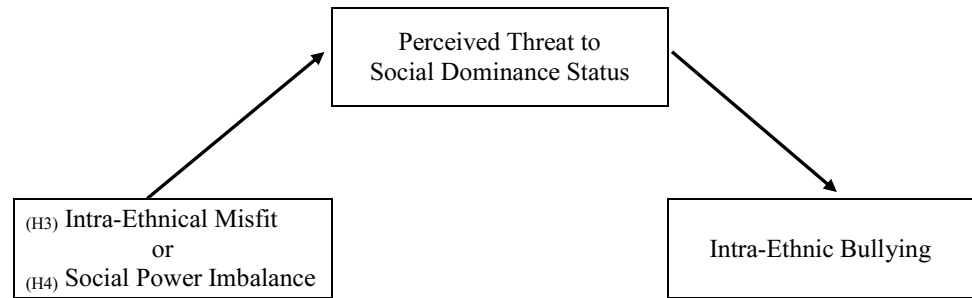 Perceived Threat to
Social Dominance Status
(H3) Intra-Ethnical Misfit
or
(H4) Social Power Imbalance
Intra-Ethnic Bullying